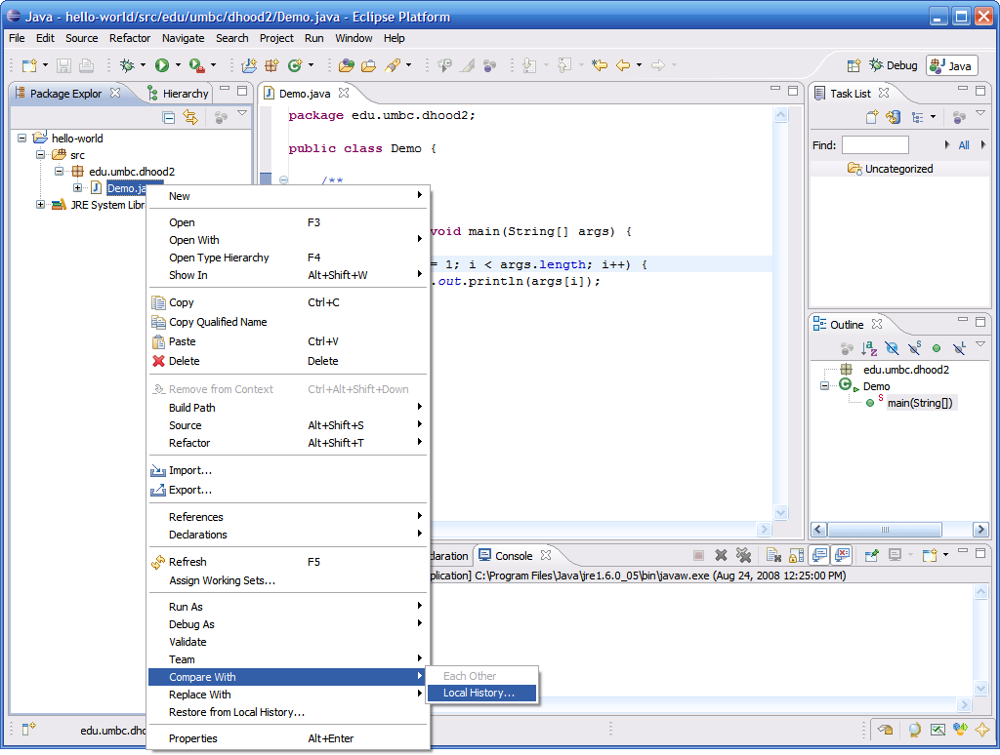 Java - hello-world/src/edu/umbc/dhood2/Demo.java - Eclipse Platform
File Edit Source Refactor Navigate Search Project Run Window Help
Debug Java
Package Explor Hierarchy
hello-world
src
edu.umbc.dhood2
Demo.ja
JRE System Libr
Demo.java
package edu.umbc.dhood2;
public class Demo {
/**
void main(String[] args) {
= 1; i < args.length; i++) {
.out.println(args[i]);
New
Open F3
Open With
Open Type Hierarchy F4
Show In Alt+Shift+W
Copy Ctrl+C
Copy Qualified Name
Paste Ctrl+V
Delete Delete
Remove from Context Ctrl+Alt+Shift+Down
Build Path
Source Alt+Shift+S
Refactor Alt+Shift+T
Import...
Export...
References
Declarations
Refresh F5
Assign Working Sets...
Run As
Debug As
Validate
Team
Compare With
Replace With
Restore from Local History...
Properties Alt+Enter
Each Other
Local History...
Task List
Find: All
Uncategorized
Outline
edu.umbc.dhood2
Demo
main(String[])
laration Console
plication] C:\Program Files\Java\jre1.6.0_05\bin\javaw.exe (Aug 24, 2008 12:25:00 PM)
edu.umbc.dho